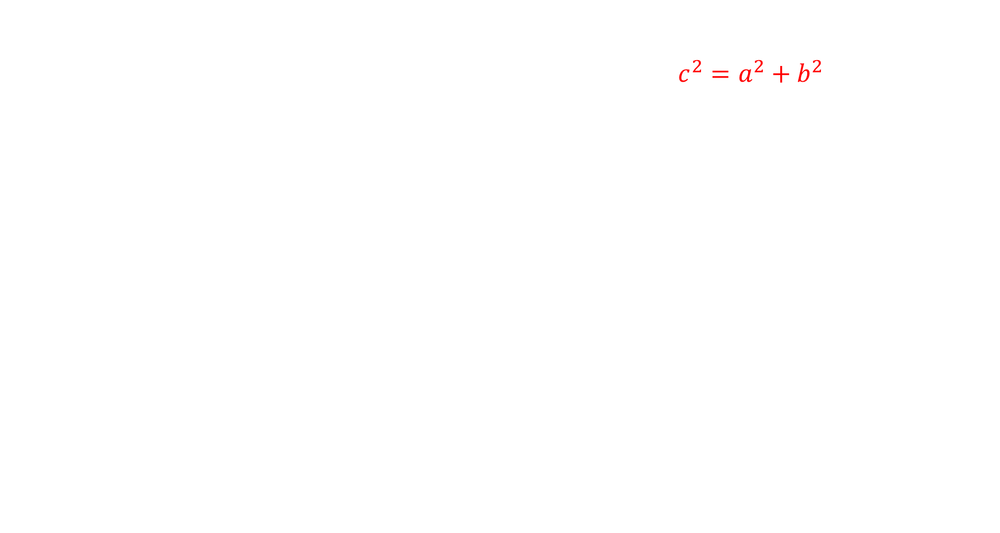 c² = a² + b²